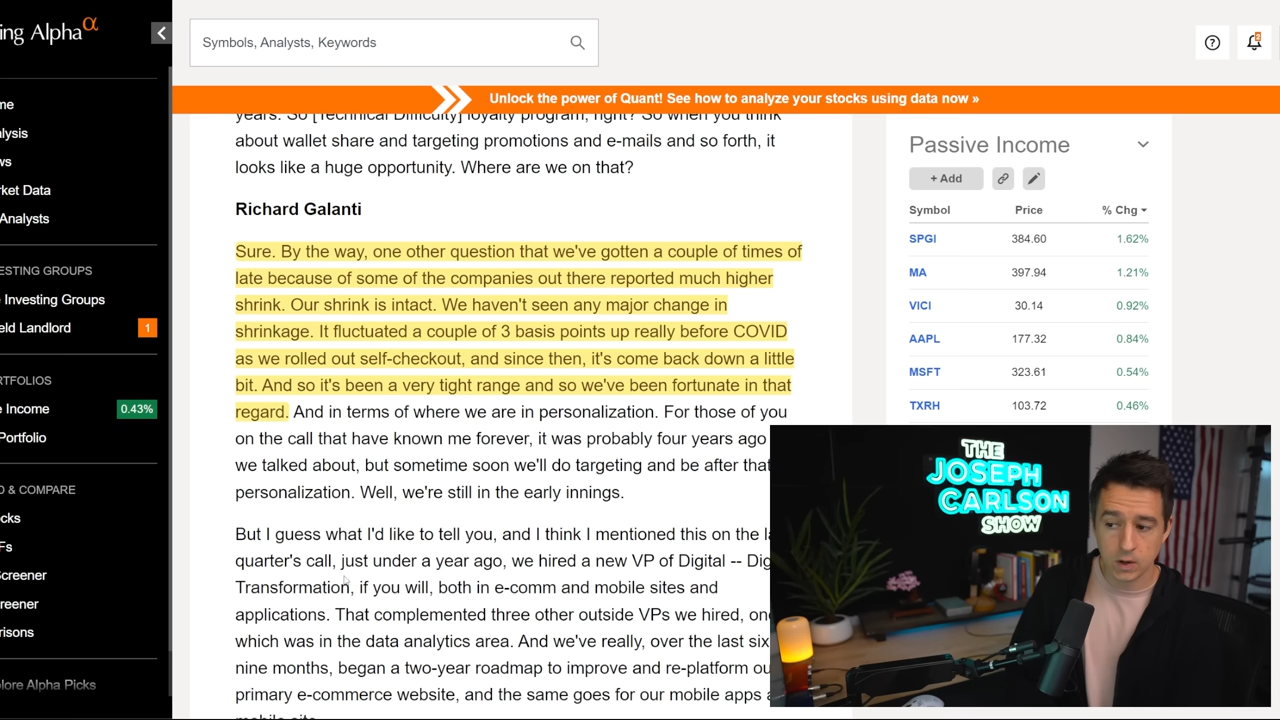 ing Alpha α
Symbols, Analysts, Keywords
Unlock the power of Quant! See how to analyze your stocks using data now »
me
alysis
ws
rket Data
Analysts
ESTING GROUPS
Investing Groups
eld Landlord 1
RTFOLIOS
e Income 0.43%
Portfolio
D & COMPARE
cks
Fs
Screener
reener
risons
lore Alpha Picks
years. So [Technical Difficulty] loyalty program, right? So when you think
about wallet share and targeting promotions and e-mails and so forth, it
looks like a huge opportunity. Where are we on that?
Richard Galanti
Sure. By the way, one other question that we've gotten a couple of times of
late because of some of the companies out there reported much higher
shrink. Our shrink is intact. We haven't seen any major change in
shrinkage. It fluctuated a couple of 3 basis points up really before COVID
as we rolled out self-checkout, and since then, it's come back down a little
bit. And so it's been a very tight range and so we've been fortunate in that
regard. And in terms of where we are in personalization. For those of you
on the call that have known me forever, it was probably four years ago
we talked about, but sometime soon we'll do targeting and be after that
personalization. Well, we're still in the early innings.
But I guess what I'd like to tell you, and I think I mentioned this on the la
quarter's call, just under a year ago, we hired a new VP of Digital -- Dig
Transformation, if you will, both in e-comm and mobile sites and
applications. That complemented three other outside VPs we hired, one
which was in the data analytics area. And we've really, over the last six
nine months, began a two-year roadmap to improve and re-platform ou
primary e-commerce website, and the same goes for our mobile apps a
mobile site.
Passive Income
+ Add
Symbol Price % Chg
SPGI 384.60 1.62%
MA 397.94 1.21%
VICI 30.14 0.92%
AAPL 177.32 0.84%
MSFT 323.61 0.54%
TXRH 103.72 0.46%
THE
JOSEPH
CARLSON
SHOW